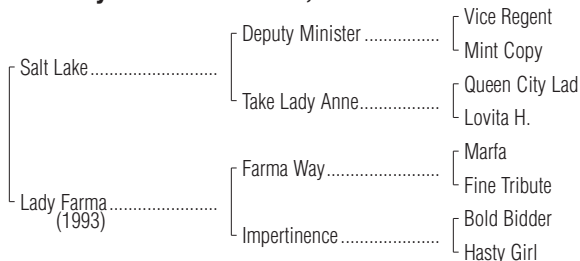 Vice Regent
Deputy Minister ..................
Mint Copy
Salt Lake..............................
Queen City Lad
Take Lady Anne...................
Lovita H.
Marfa
Farma Way...........................
Fine Tribute
Lady Farma..........................
(1993)
Bold Bidder
Impertinence .......................
Hasty Girl